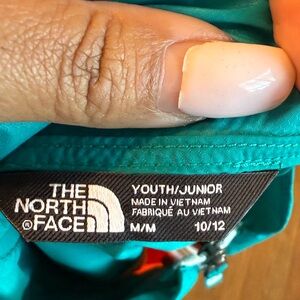 THE
NORTH
®FACE
YOUTH/JUNIOR
MADE IN VIETNAM
FABRIQUÉ AU VIETNAM
M/M 10/12